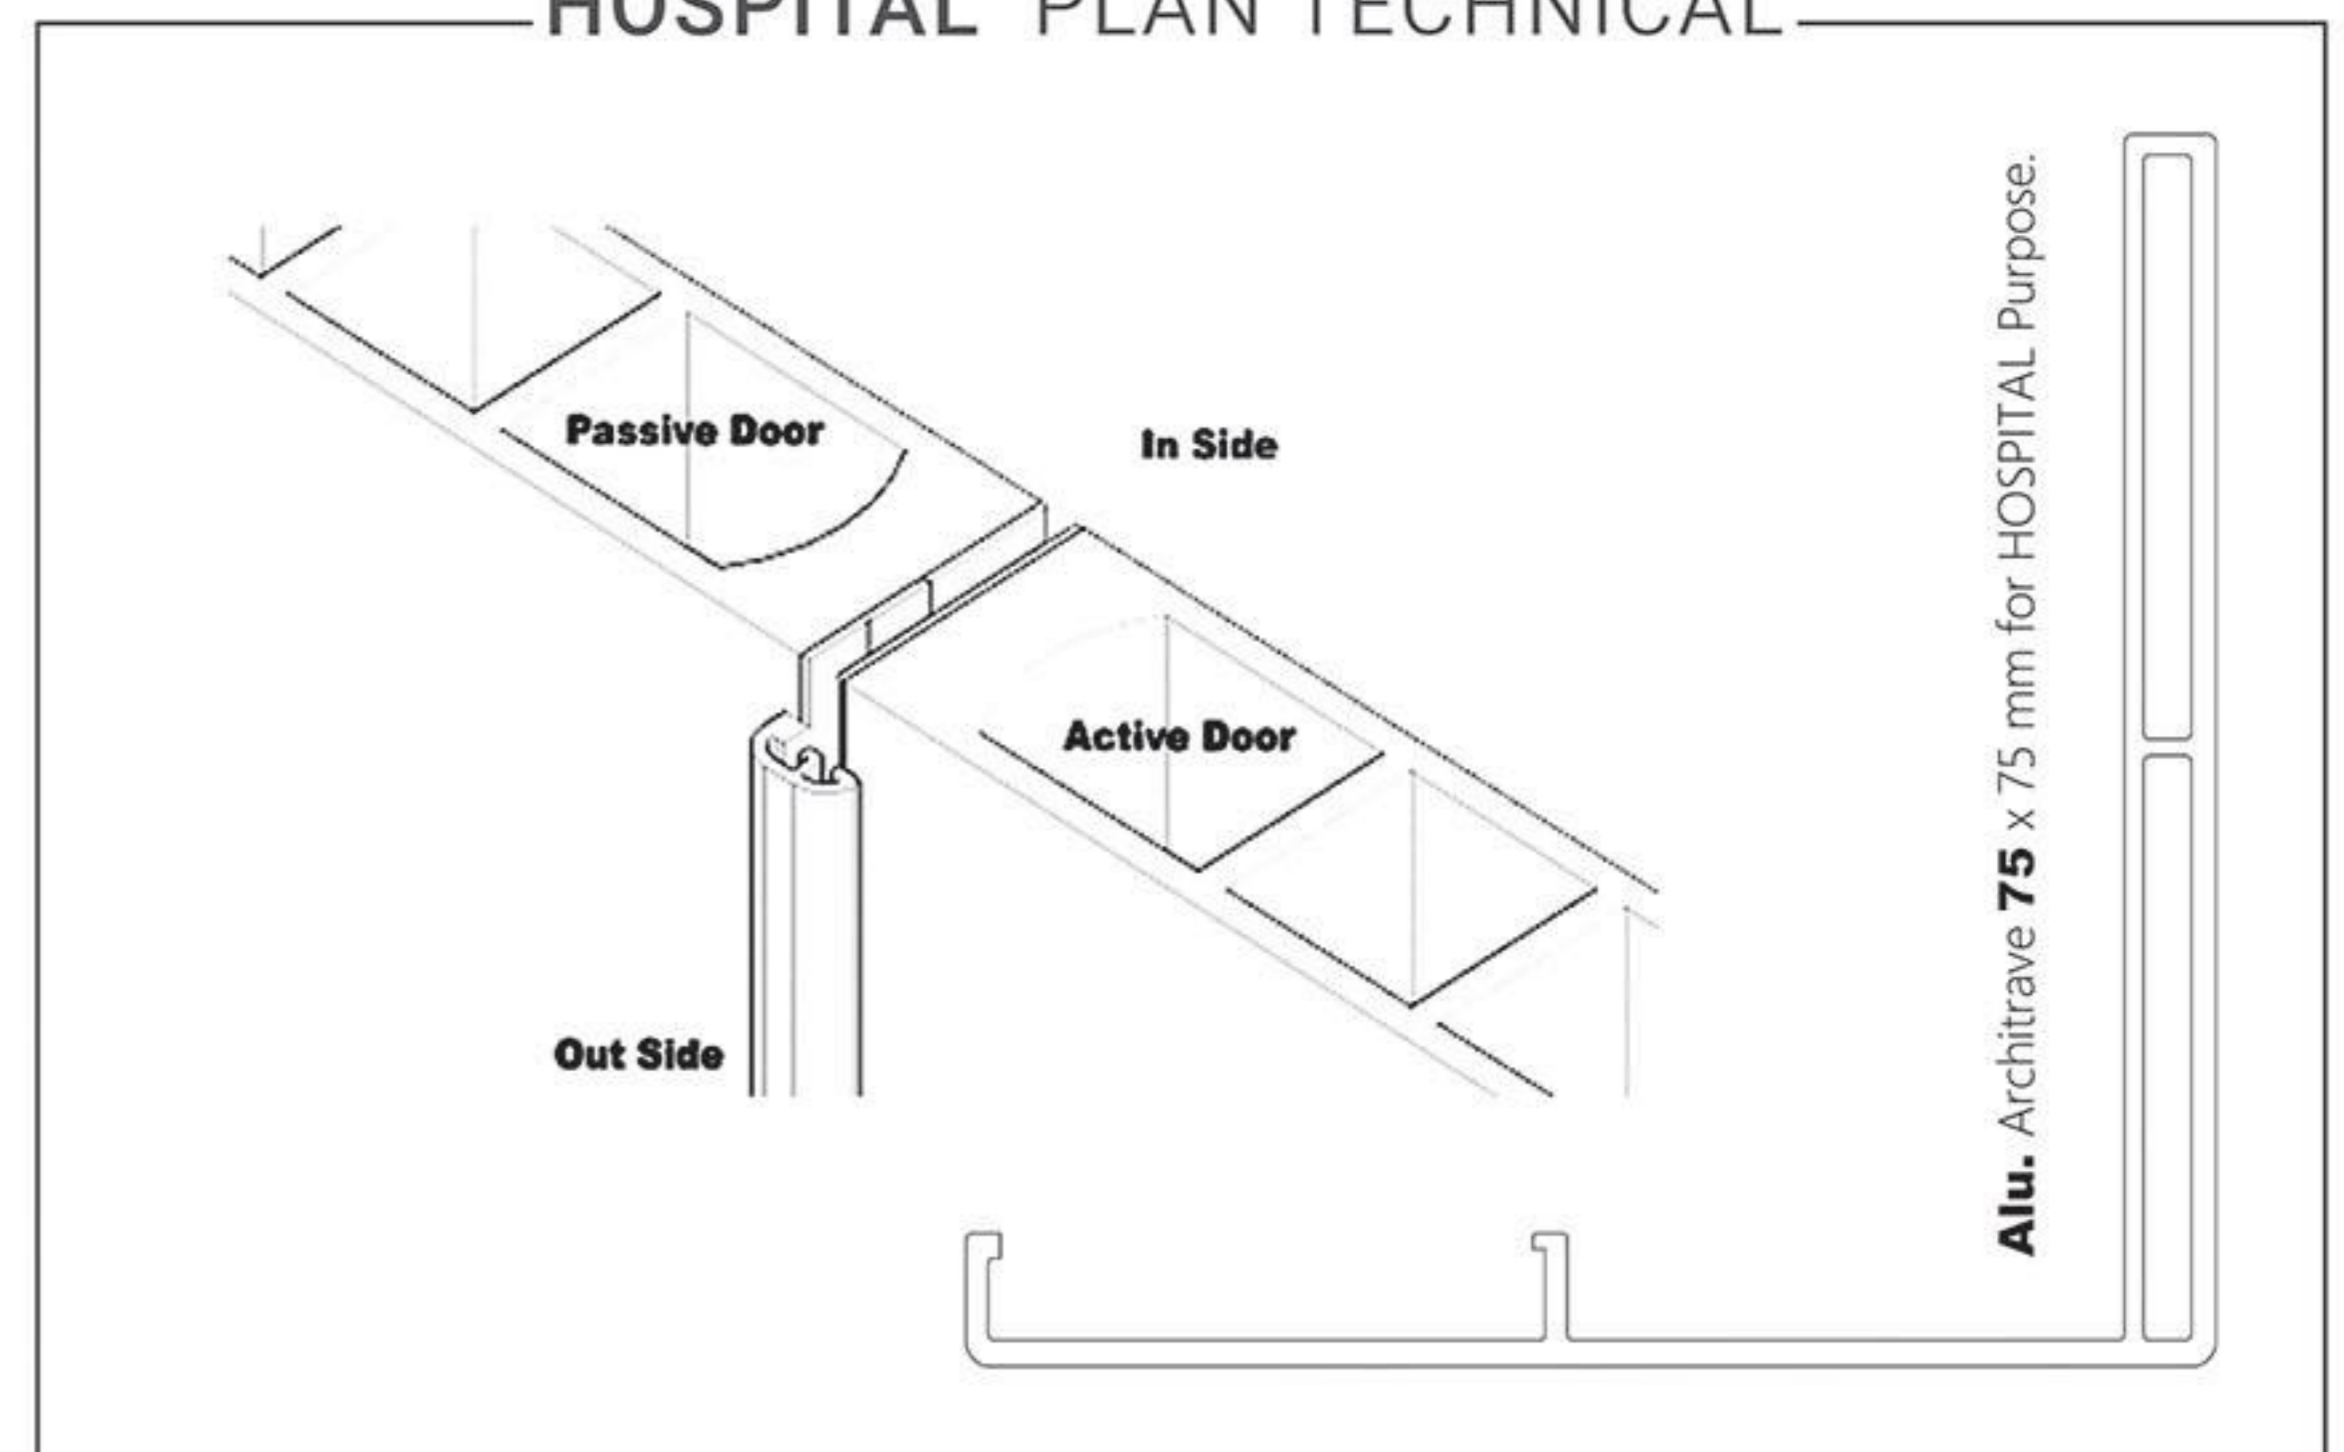 HOSPITAL PLAN TECHNICAL
Passive Door
In Side
Active Door
Out Side
Alu. Architrave 75 x 75 mm for HOSPITAL Purpose.